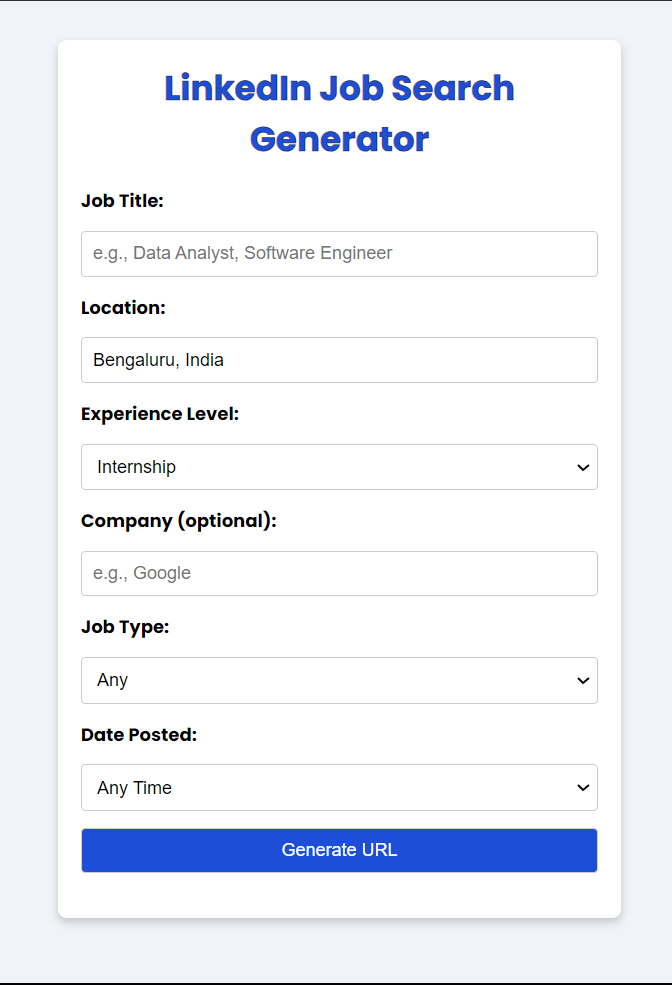 LinkedIn Job Search
Generator
Job Title:
e.g., Data Analyst, Software Engineer
Location:
Bengaluru, India
Experience Level:
Internship
Company (optional):
e.g., Google
Job Type:
Any
Date Posted:
Any Time
Generate URL